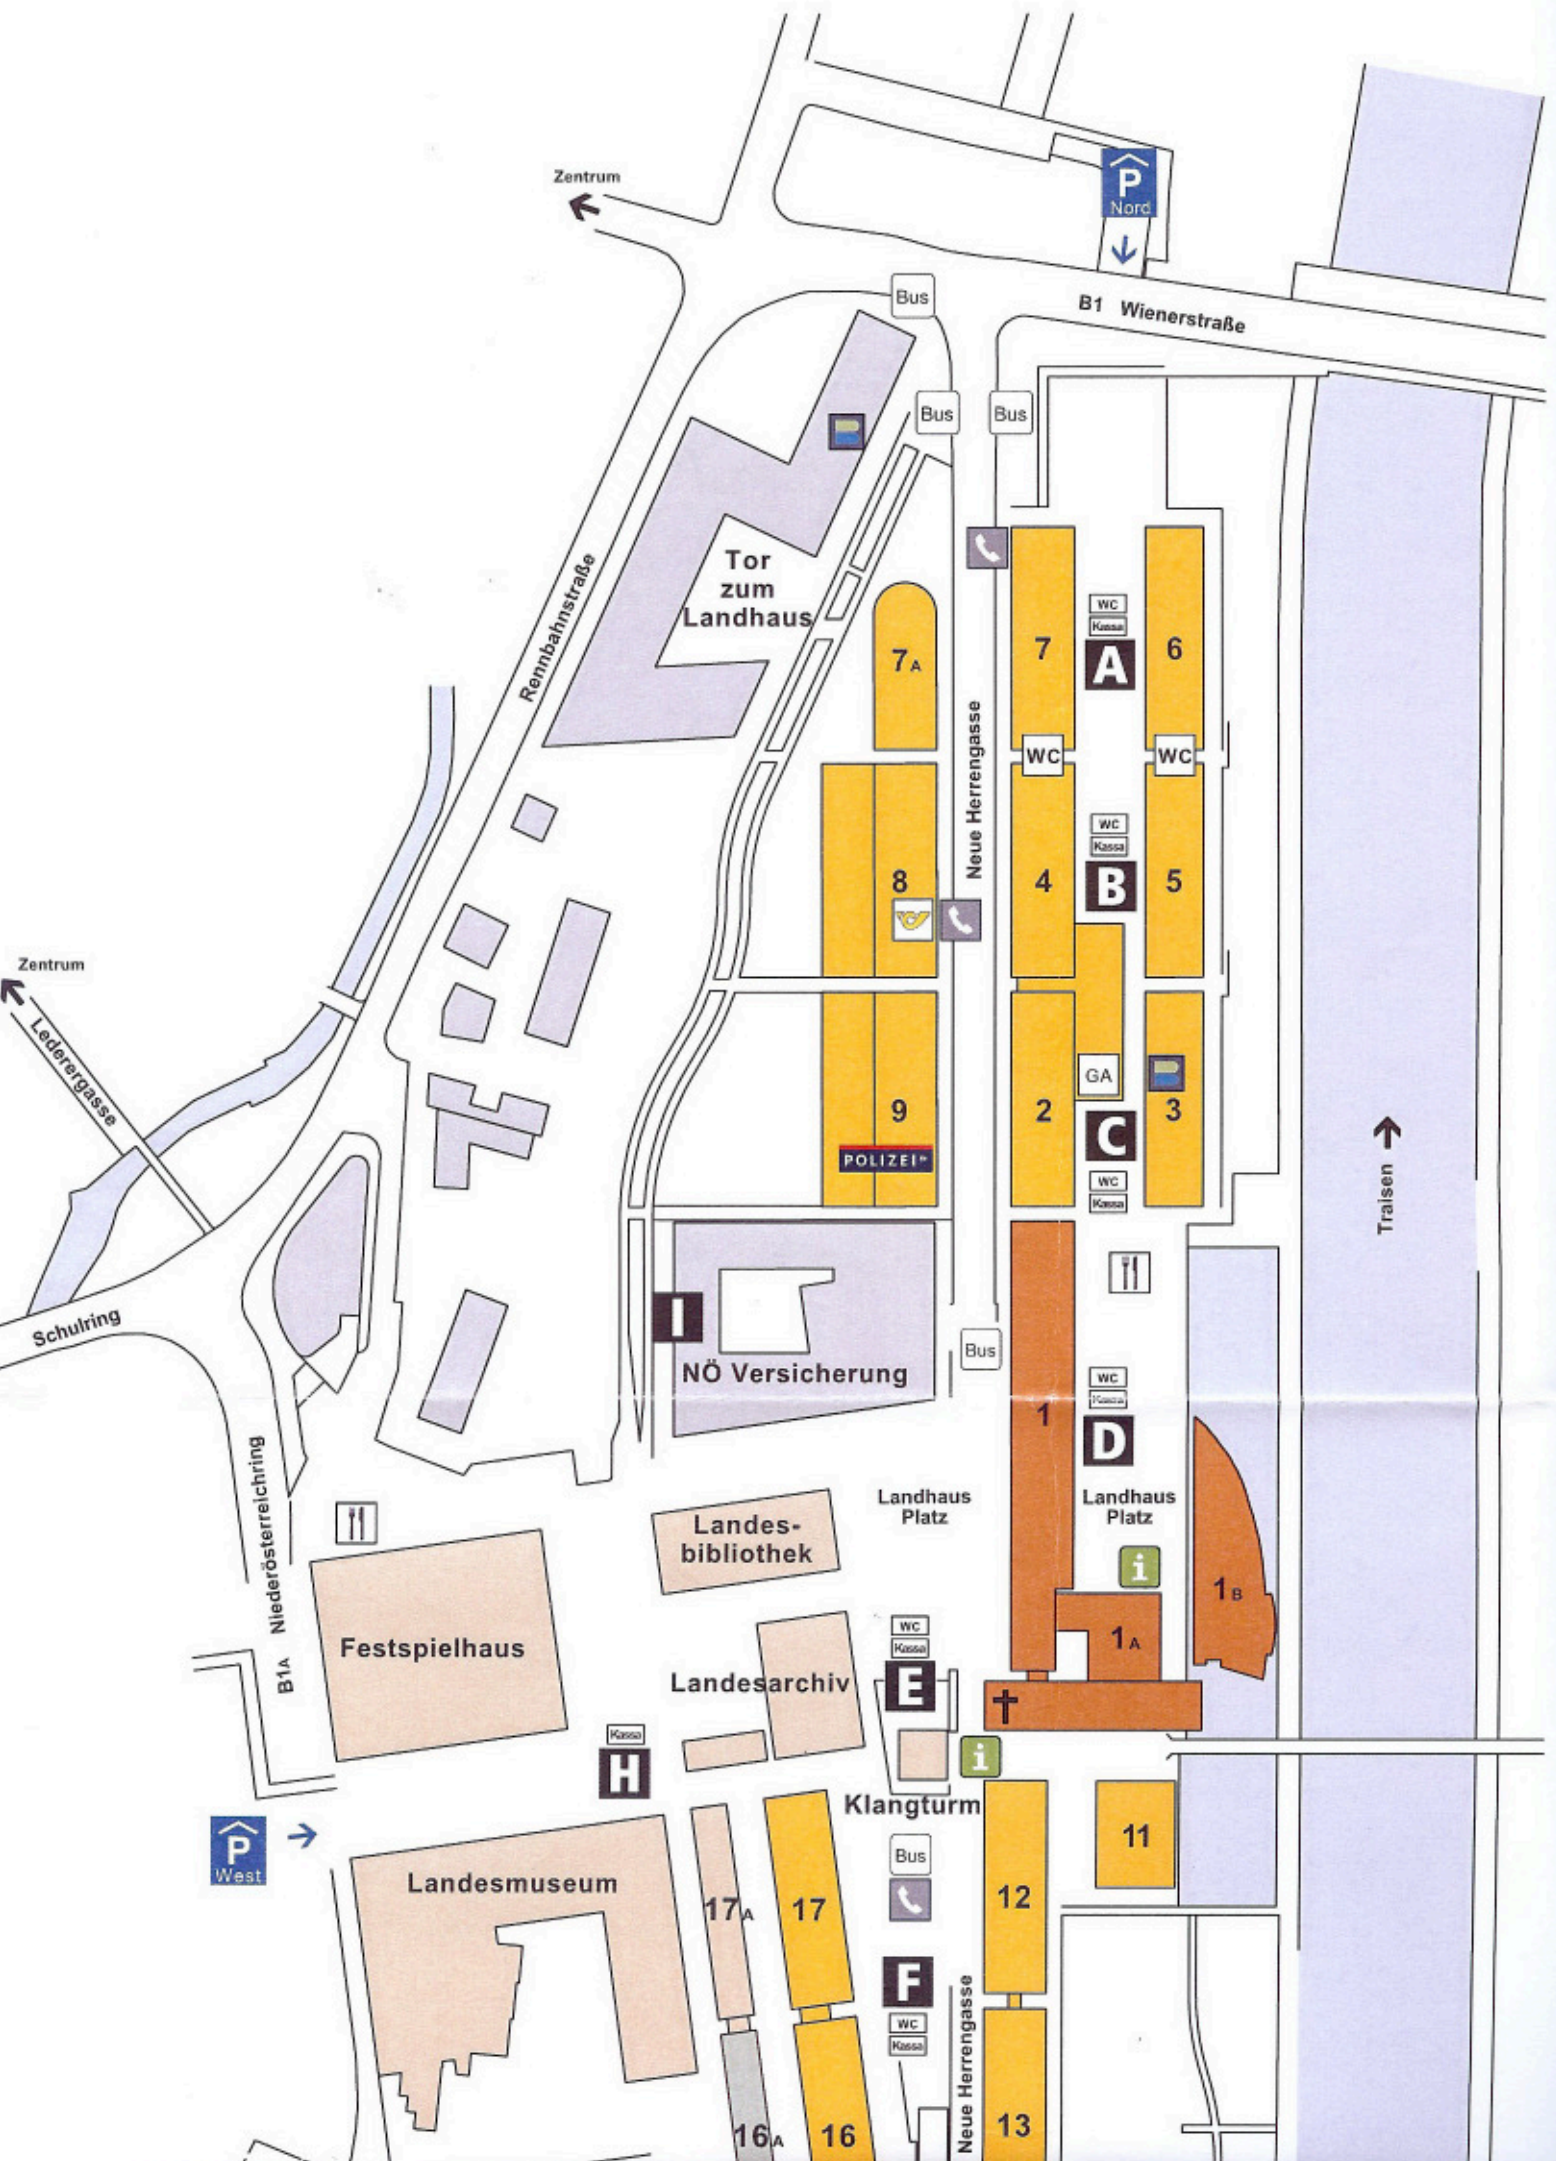 Zentrum
P
Nord
Bus
B1 Wienerstraße
Bus
Bus
Tor
zum
Landhaus
Rennbahnstraße
7A
7
WC
Kassa
A
6
WC
WC
Neue Herrengasse
WC
Kassa
B
8
4
5
Zentrum
Lederergasse
GA
9
2
3
C
POLIZEI
WC
Kassa
Traisen
I
Schulring
Bus
NÖ Versicherung
WC
Kassa
1
D
B1A Niederösterreichring
Landhaus
Platz
Landhaus
Platz
Landes-
bibliothek
i
1B
WC
Kassa
1A
Festspielhaus
Landesarchiv
E
Kassa
H
i
Klangturm
P
West
11
Bus
Landesmuseum
12
17A
17
F
WC
Kassa
Neue Herrengasse
16A
16
13